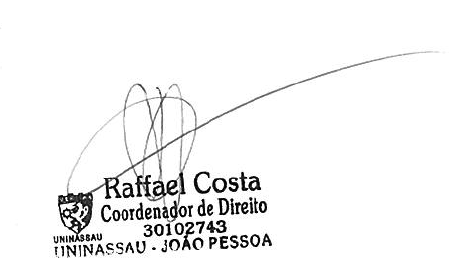 Raffael Costa
Coordenador de Direito
30102743
UNINASSAU
UNINASSAU - JOÃO PESSOA